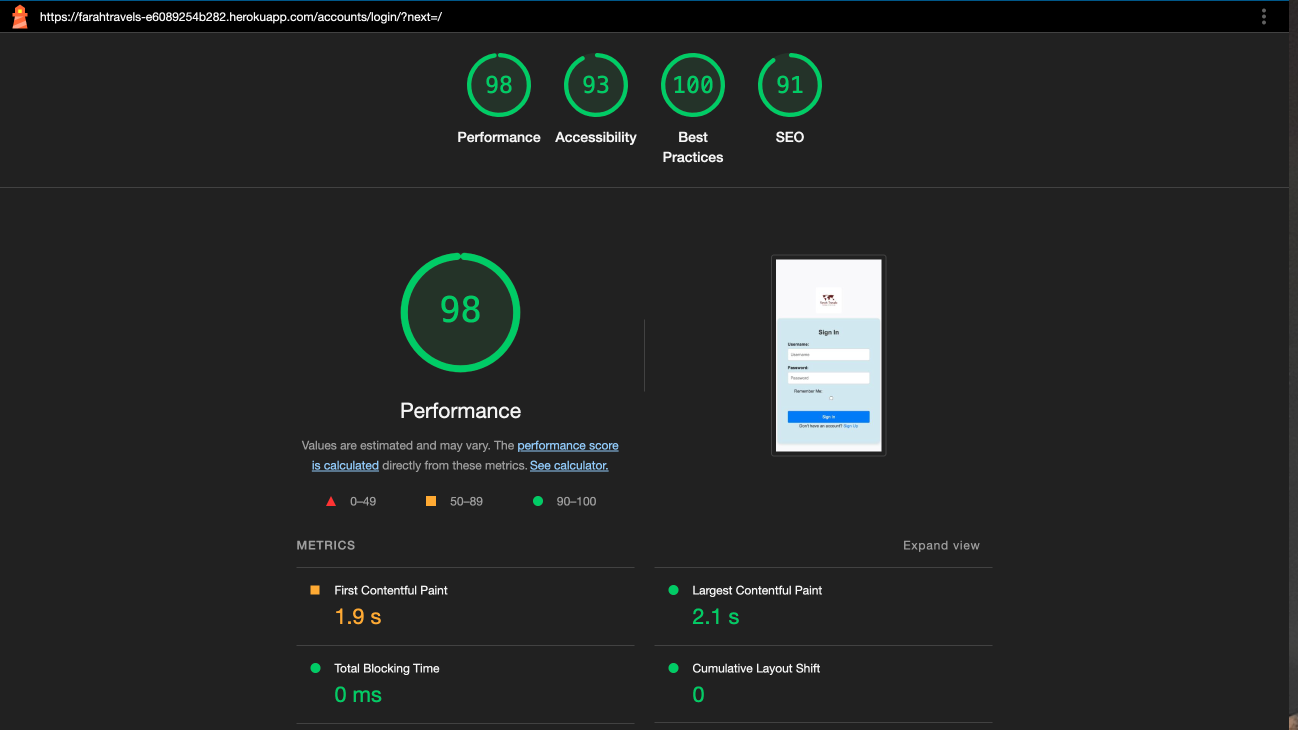 https://farahtravels-e6089254b282.herokuapp.com/accounts/login/?next=/
98
93
100
91
Performance
Accessibility
Best
Practices
SEO
98
Performance
Values are estimated and may vary. The performance score
is calculated directly from these metrics. See calculator.
0–49
50–89
90–100
Sign In
Username:
Username
Password:
Password
Remember Me:
Sign In
Don't have an account? Sign Up
METRICS
Expand view
First Contentful Paint
1.9 s
Largest Contentful Paint
2.1 s
Total Blocking Time
0 ms
Cumulative Layout Shift
0